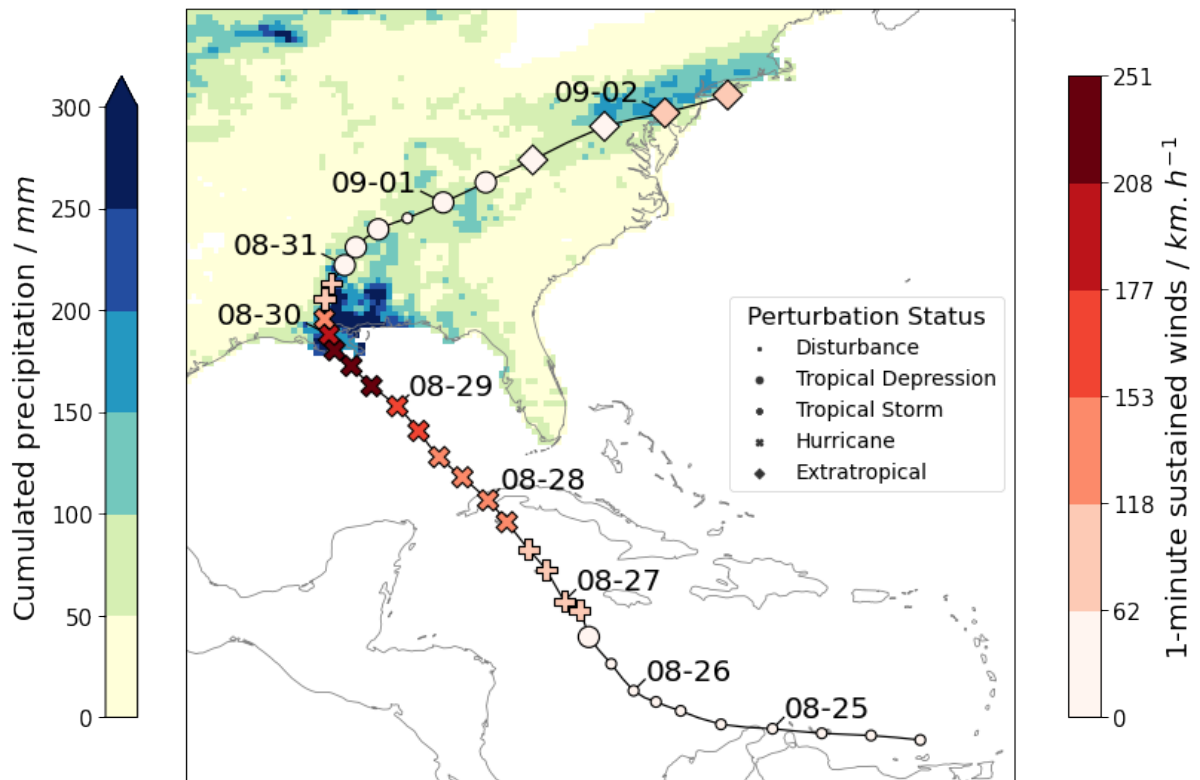 Cumulated precipitation / mm
300
250
200
150
100
50
0
09-02
09-01
08-31
08-30
08-29
08-28
08-27
08-26
08-25
Perturbation Status
Disturbance
Tropical Depression
Tropical Storm
Hurricane
Extratropical
251
208
177
153
118
62
0
1-minute sustained winds / km.h⁻¹